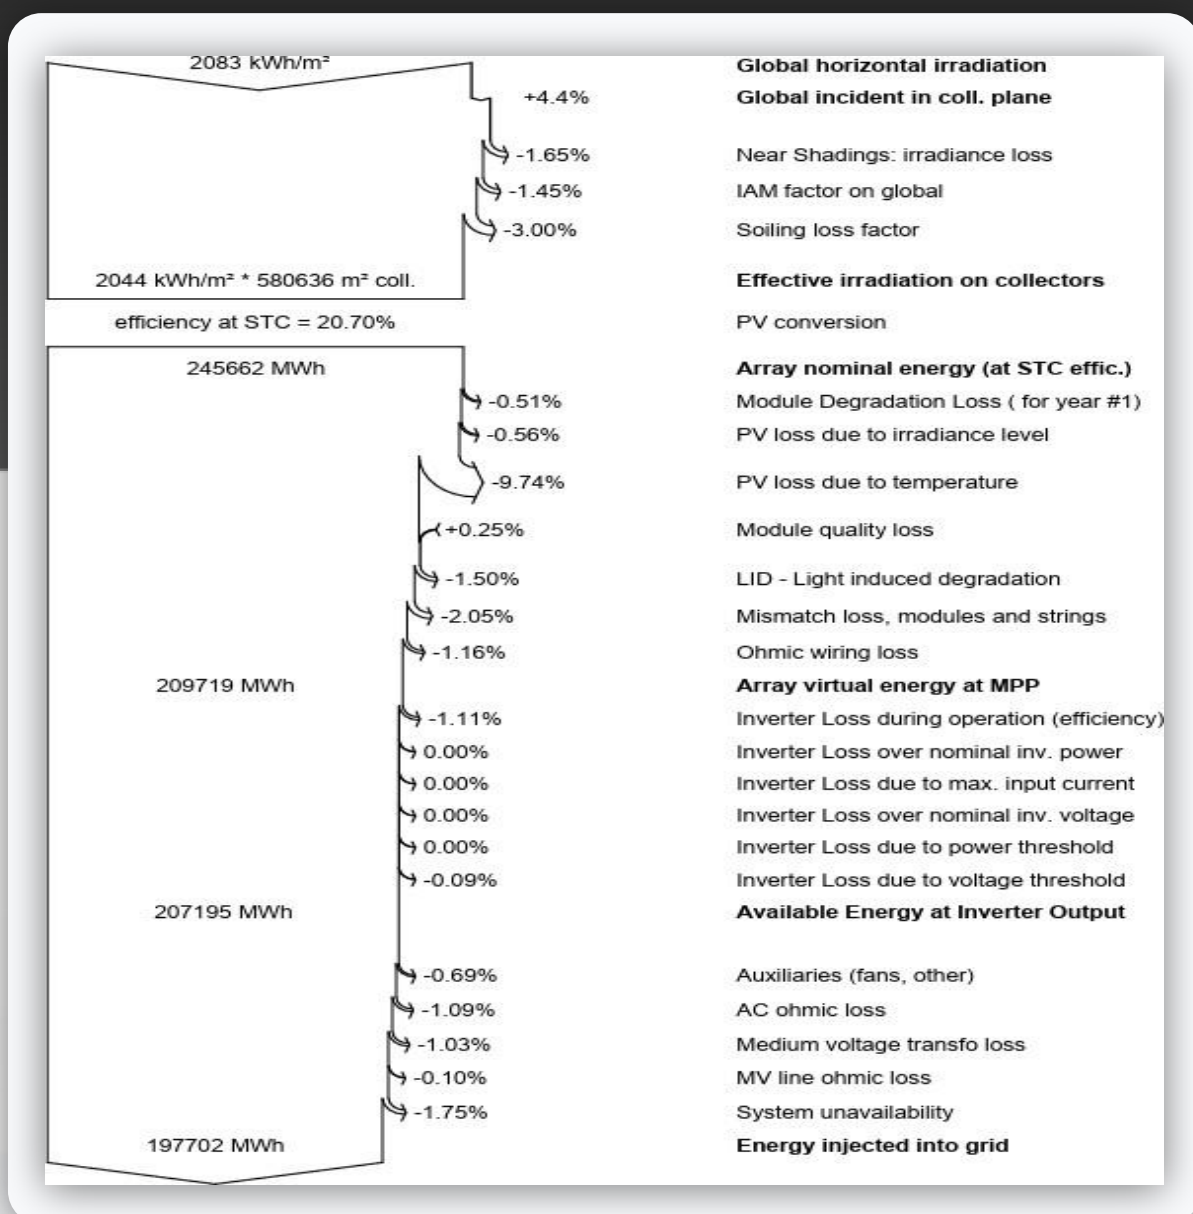 2083 kWh/m² Global horizontal irradiation
+4.4% Global incident in coll. plane
-1.65% Near Shadings: irradiance loss
-1.45% IAM factor on global
-3.00% Soiling loss factor
2044 kWh/m² * 580636 m² coll. Effective irradiation on collectors
efficiency at STC = 20.70% PV conversion
245662 MWh Array nominal energy (at STC effic.)
-0.51% Module Degradation Loss ( for year #1)
-0.56% PV loss due to irradiance level
-9.74% PV loss due to temperature
+0.25% Module quality loss
-1.50% LID - Light induced degradation
-2.05% Mismatch loss, modules and strings
-1.16% Ohmic wiring loss
209719 MWh Array virtual energy at MPP
-1.11% Inverter Loss during operation (efficiency)
0.00% Inverter Loss over nominal inv. power
0.00% Inverter Loss due to max. input current
0.00% Inverter Loss over nominal inv. voltage
0.00% Inverter Loss due to power threshold
-0.09% Inverter Loss due to voltage threshold
207195 MWh Available Energy at Inverter Output
-0.69% Auxiliaries (fans, other)
-1.09% AC ohmic loss
-1.03% Medium voltage transfo loss
-0.10% MV line ohmic loss
-1.75% System unavailability
197702 MWh Energy injected into grid